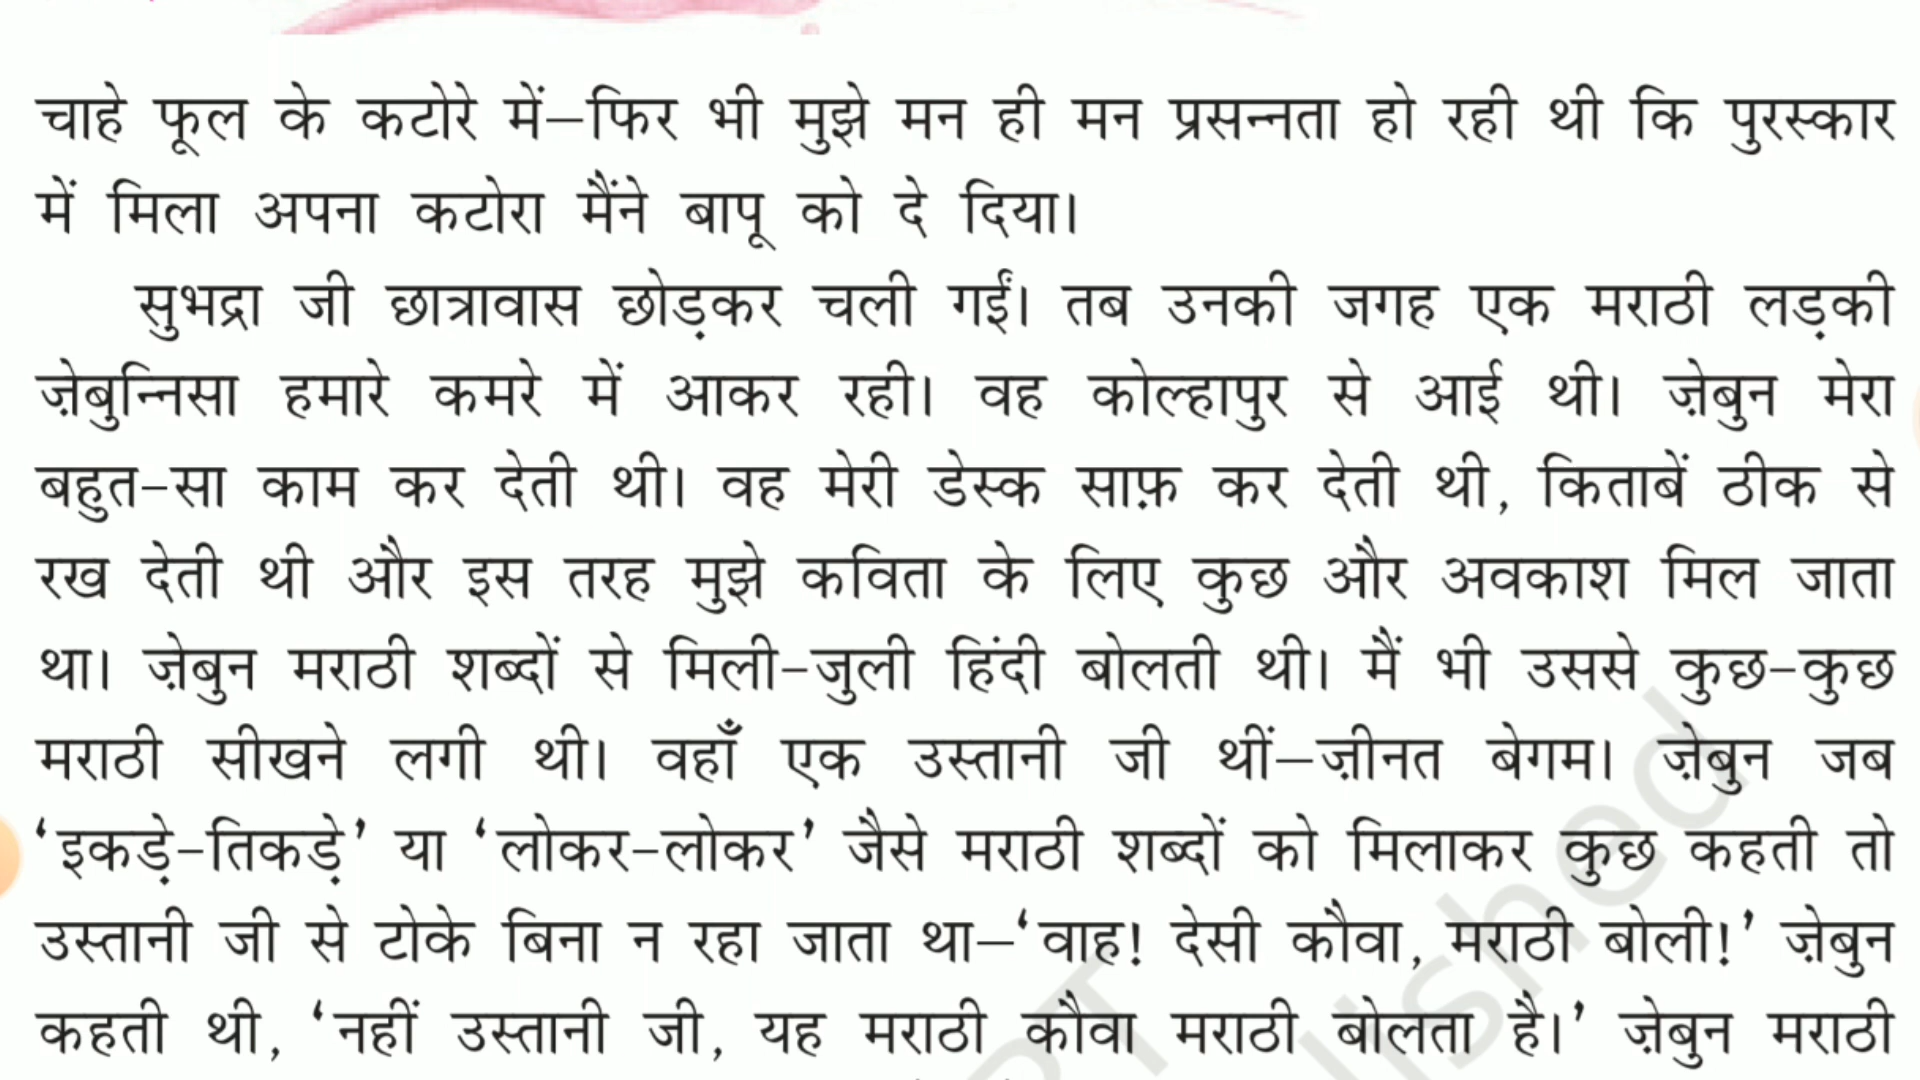 चाहे फूल के कटोरे में–फिर भी मुझे मन ही मन प्रसन्नता हो रही थी कि पुरस्कार
में मिला अपना कटोरा मैंने बापू को दे दिया।
सुभद्रा जी छात्रावास छोड़कर चली गईं। तब उनकी जगह एक मराठी लड़की
ज़ेबुन्निसा हमारे कमरे में आकर रही। वह कोल्हापुर से आई थी। ज़ेबुन मेरा
बहुत-सा काम कर देती थी। वह मेरी डेस्क साफ़ कर देती थी, किताबें ठीक से
रख देती थी और इस तरह मुझे कविता के लिए कुछ और अवकाश मिल जाता
था। ज़ेबुन मराठी शब्दों से मिली-जुली हिंदी बोलती थी। मैं भी उससे कुछ-कुछ
मराठी सीखने लगी थी। वहाँ एक उस्तानी जी थीं–ज़ीनत बेगम। ज़ेबुन जब
‘इकड़े-तिकड़े’ या ‘लोकर-लोकर’ जैसे मराठी शब्दों को मिलाकर कुछ कहती तो
उस्तानी जी से टोके बिना न रहा जाता था–‘वाह! देसी कौवा, मराठी बोली!’ ज़ेबुन
कहती थी, ‘नहीं उस्तानी जी, यह मराठी कौवा मराठी बोलता है।’ ज़ेबुन मराठी